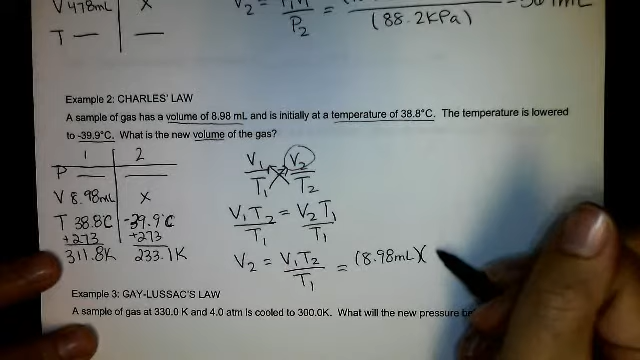 V 478mL | X
T — | —
V₂ = P₁V / P₂ = (88.2kPa)
Example 2: CHARLES' LAW
A sample of gas has a volume of 8.98 mL and is initially at a temperature of 38.8°C. The temperature is lowered
to -39.9°C. What is the new volume of the gas?
1 | 2
P — | —
V 8.98mL | X
T 38.8°C | -39.9°C
+273 | +273
311.8K | 233.1K
V₁/T₁ = V₂/T₂
V₁T₂/T₁ = V₂T₁/T₁
V₂ = V₁T₂/T₁ = (8.98mL)(
Example 3: GAY-LUSSAC'S LAW
A sample of gas at 330.0 K and 4.0 atm is cooled to 300.0K. What will the new pressure